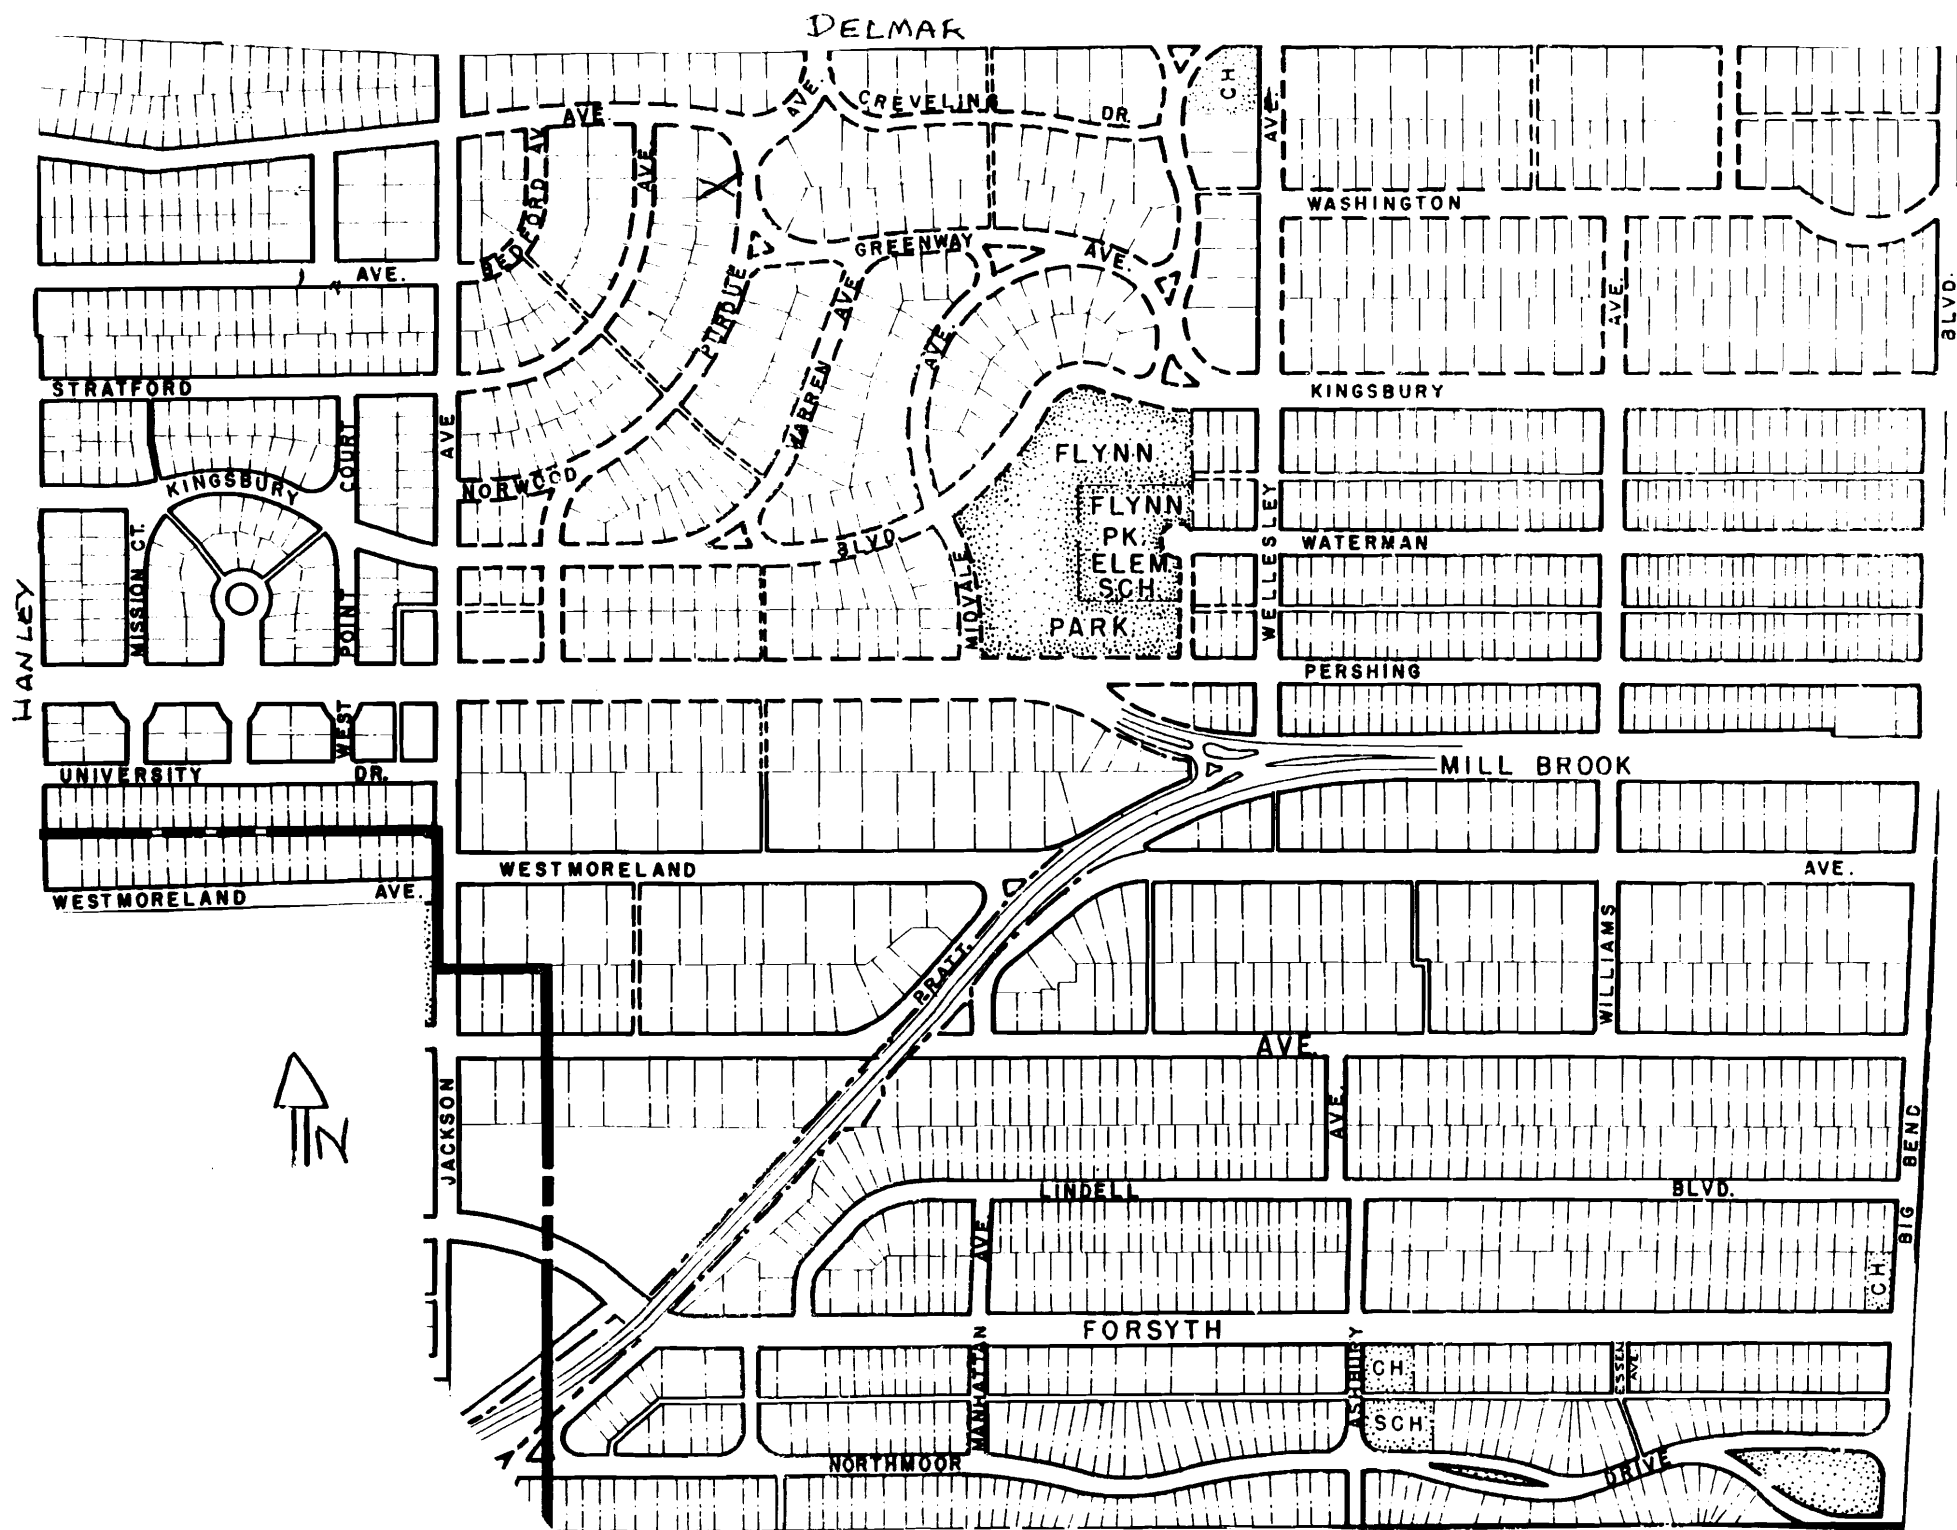 DELMAR
CH
AVE.
CREVELING
DR.
AVE.
AVE
BEDFORD AV
AVE
WASHINGTON
GREENWAY
AVE.
AVE.
PURDUE
WARREN AVE
AVE.
AVE.
BLVD.
STRATFORD
KINGSBURY
COURT
AVE
FLYNN
KINGSBURY
NORWOOD
FLYNN
PK.
ELEM
SCH
PARK
WELLESLEY
WATERMAN
BLVD
MISSION CT.
POINT
MIDVALE
HANLEY
PERSHING
WEST
UNIVERSITY
DR.
MILL BROOK
WESTMORELAND
AVE.
WESTMORELAND
AVE.
PRATT.
WILLIAMS
AVE.
N
JACKSON
AVE.
BIG BEND
LINDELL
BLVD.
AVE.
CH.
FORSYTH
MANHATTAN
ASHBURY
CH
ESSEX AVE.
SCH
NORTHMOOR
DRIVE